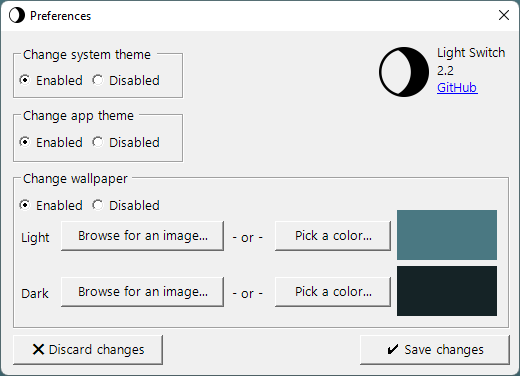 Preferences
Change system theme
Enabled Disabled
Light Switch
2.2
GitHub
Change app theme
Enabled Disabled
Change wallpaper
Enabled Disabled
Light Browse for an image... - or - Pick a color...
Dark Browse for an image... - or - Pick a color...
Discard changes Save changes